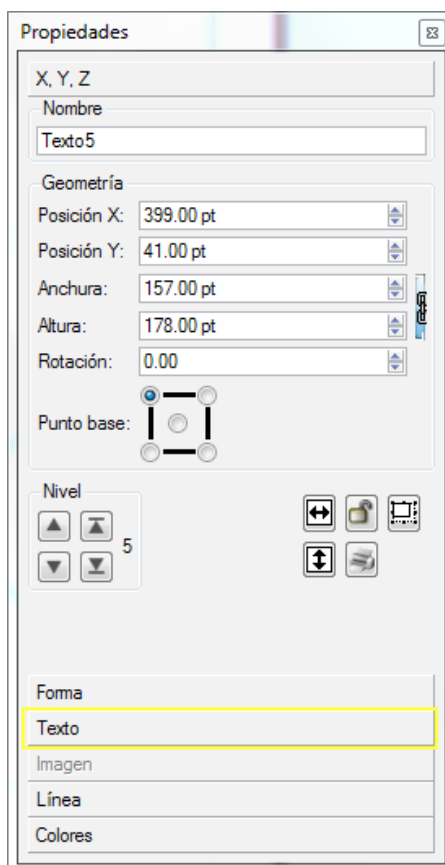 Propiedades
X, Y, Z
Nombre
Texto5
Geometría
Posición X: 399.00 pt
Posición Y: 41.00 pt
Anchura: 157.00 pt
Altura: 178.00 pt
Rotación: 0.00
Punto base:
Nivel
5
Forma
Texto
Imagen
Línea
Colores